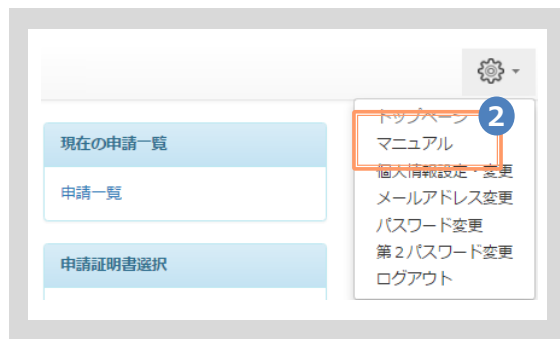 現在の申請一覧
申請一覧
申請証明書選択
トップページ
2
マニュアル
個人情報設定・変更
メールアドレス変更
パスワード変更
第2パスワード変更
ログアウト